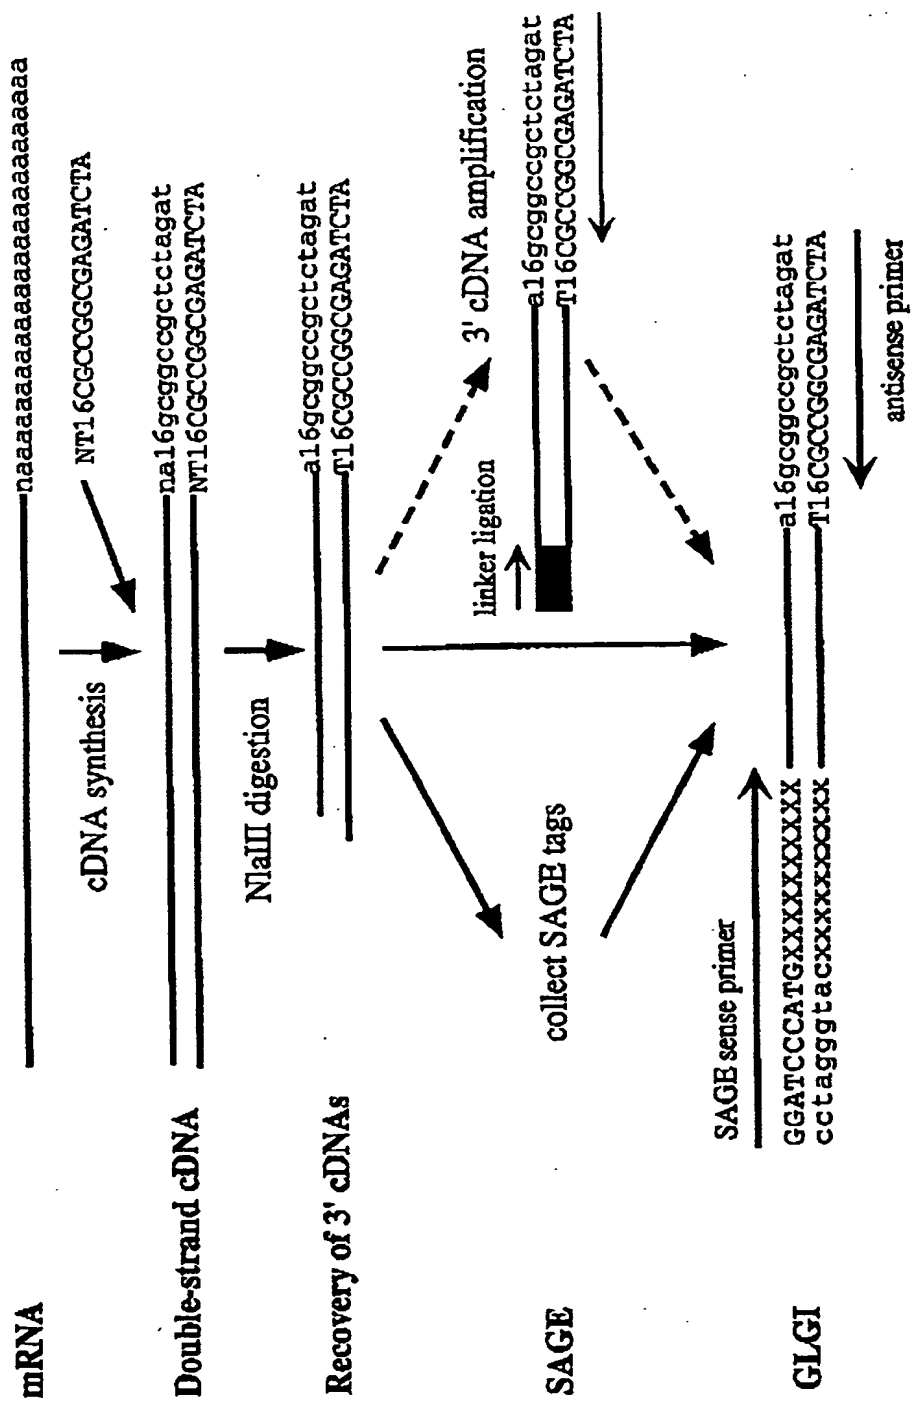 mRNA
naaaaaaaaaaaaaaaaaaaaaaa
cDNA synthesis
NT16CGCCGGCGAGATCTA
Double-strand cDNA
na16gcggccgctctagat
NT16CGCCGGCGAGATCTA
NlaIII digestion
Recovery of 3' cDNAs
a16gcggccgctctagat
T16CGCCGGCGAGATCTA
3' cDNA amplification
linker ligation
SAGE
collect SAGE tags
a16gcggccgctctagat
T16CGCCGGCGAGATCTA
SAGE sense primer
GLGI
GGATCCCATGXXXXXXXXXX
cctagggtacxxxxxxxxxx
a16gcggccgctctagat
T16CGCCGGCGAGATCTA
antisense primer